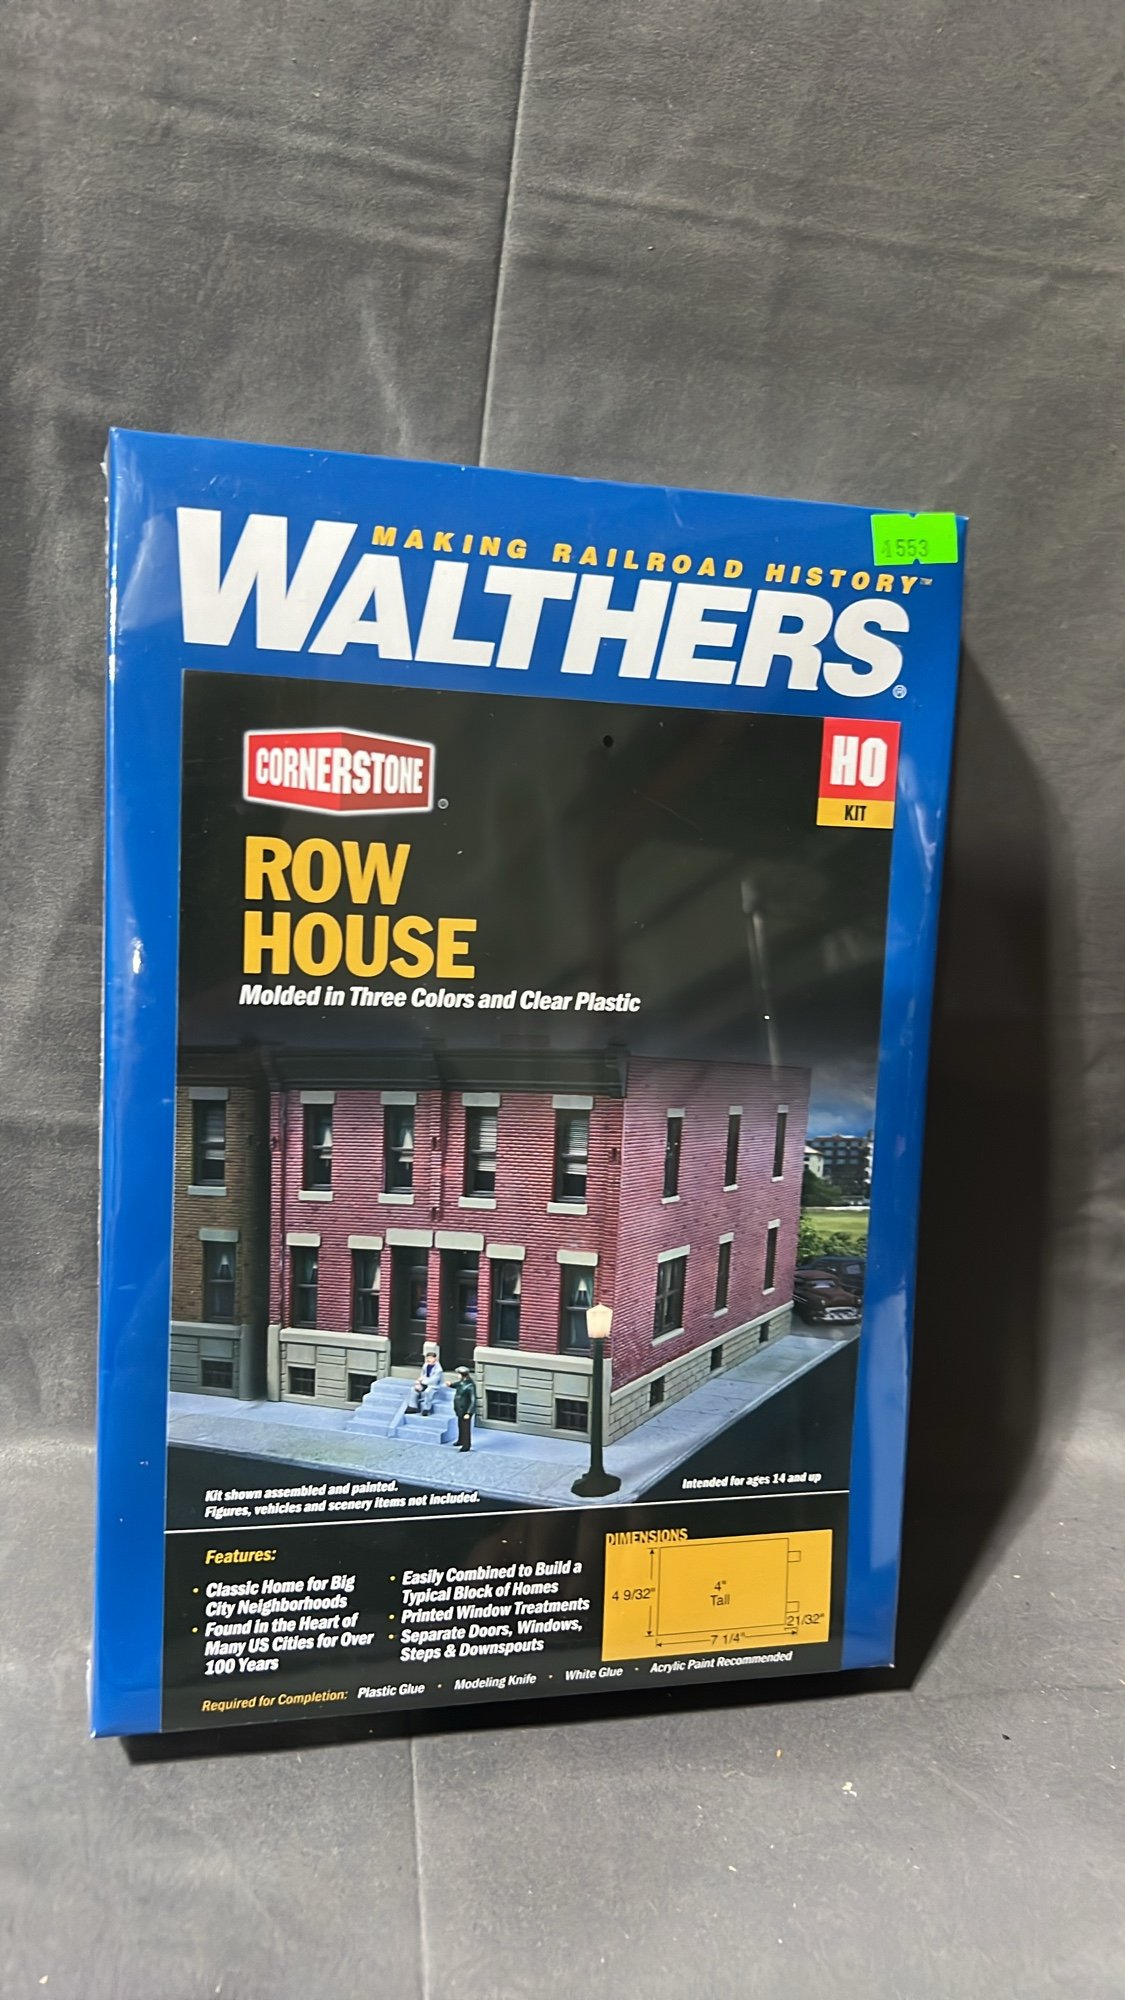 1553
MAKING RAILROAD HISTORY™
WALTHERS®
CORNERSTONE®
HO
KIT
ROW
HOUSE
Molded in Three Colors and Clear Plastic
Kit shown assembled and painted.
Figures, vehicles and scenery items not included.
Intended for ages 14 and up
Features:
• Classic Home for Big
City Neighborhoods
• Found in the Heart of
Many US Cities for Over
100 Years
• Easily Combined to Build a
Typical Block of Homes
• Printed Window Treatments
• Separate Doors, Windows,
Steps & Downspouts
DIMENSIONS
4 9/32"
4"
Tall
21/32"
7 1/4"
Required for Completion: Plastic Glue • Modeling Knife • White Glue • Acrylic Paint Recommended